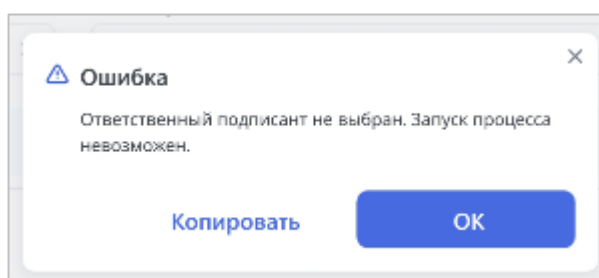 Ошибка
Ответственный подписант не выбран. Запуск процесса
невозможен.
Копировать
ОК